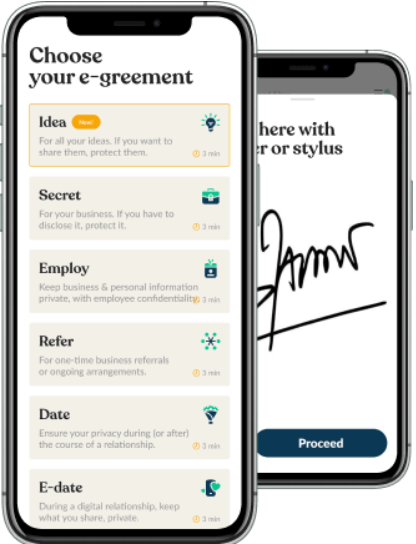 Choose
your e-greement
Idea New!
For all your ideas. If you want to
share them, protect them.
3 min
Secret
For your business. If you have to
disclose it, protect it.
3 min
Employ
Keep business & personal information
private, with employee confidentiality.
3 min
Refer
For one-time business referrals
or ongoing arrangements.
3 min
Date
Ensure your privacy during (or after)
the course of a relationship.
3 min
E-date
During a digital relationship, keep
what you share, private.
3 min
here with
r or stylus
Proceed